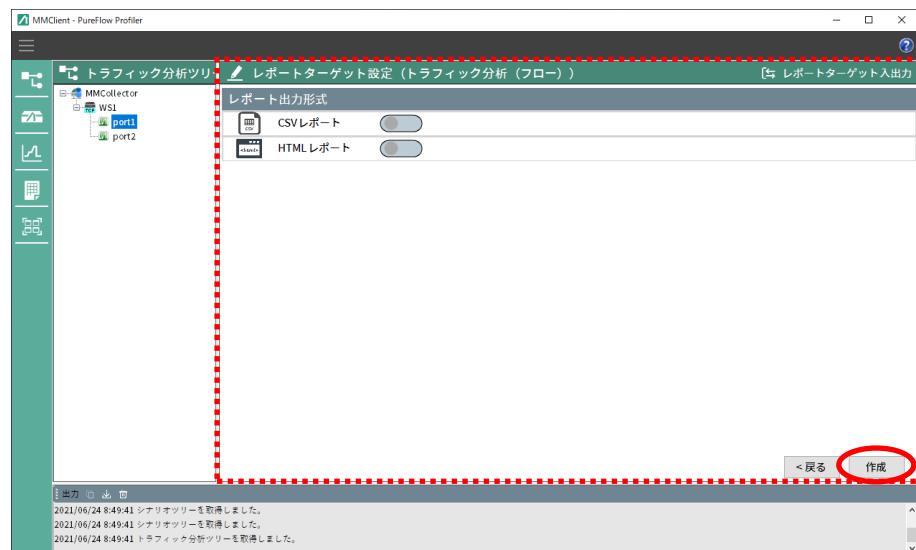 MMClient - PureFlow Profiler
トラフィック分析ツリ
レポートターゲット設定（トラフィック分析（フロー））
レポートターゲット入出力
MMCollector
WS1
port1
port2
レポート出力形式
CSVレポート
HTMLレポート
<戻る
作成
出力
2021/06/24 8:49:41 シナリオツリーを取得しました。
2021/06/24 8:49:41 シナリオツリーを取得しました。
2021/06/24 8:49:41 トラフィック分析ツリーを取得しました。